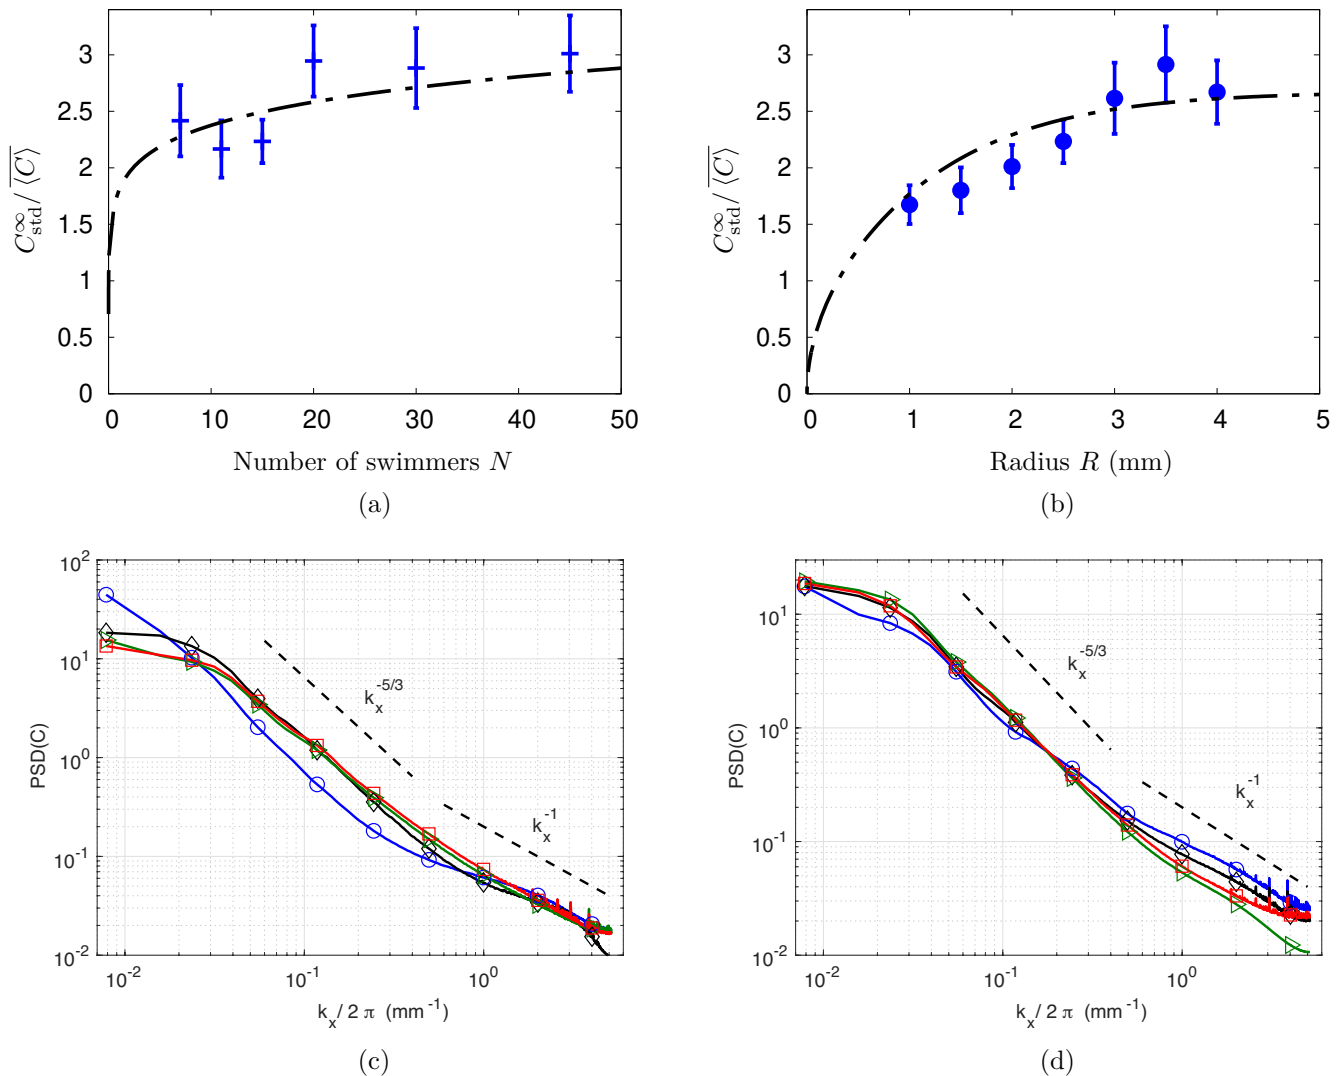 3
2.5
2
1.5
1
0.5
0
0 10 20 30 40 50
C_std^∞ / ⟨C⟩
Number of swimmers N
(a)
3
2.5
2
1.5
1
0.5
0
0 1 2 3 4 5
C_std^∞ / ⟨C⟩
Radius R (mm)
(b)
10^2
10^1
10^0
10^-1
10^-2
PSD(C)
k_x^-5/3
k_x^-1
10^-2 10^-1 10^0
k_x / 2 π (mm^-1)
(c)
10^1
10^0
10^-1
10^-2
PSD(C)
k_x^-5/3
k_x^-1
10^-2 10^-1 10^0
k_x / 2 π (mm^-1)
(d)